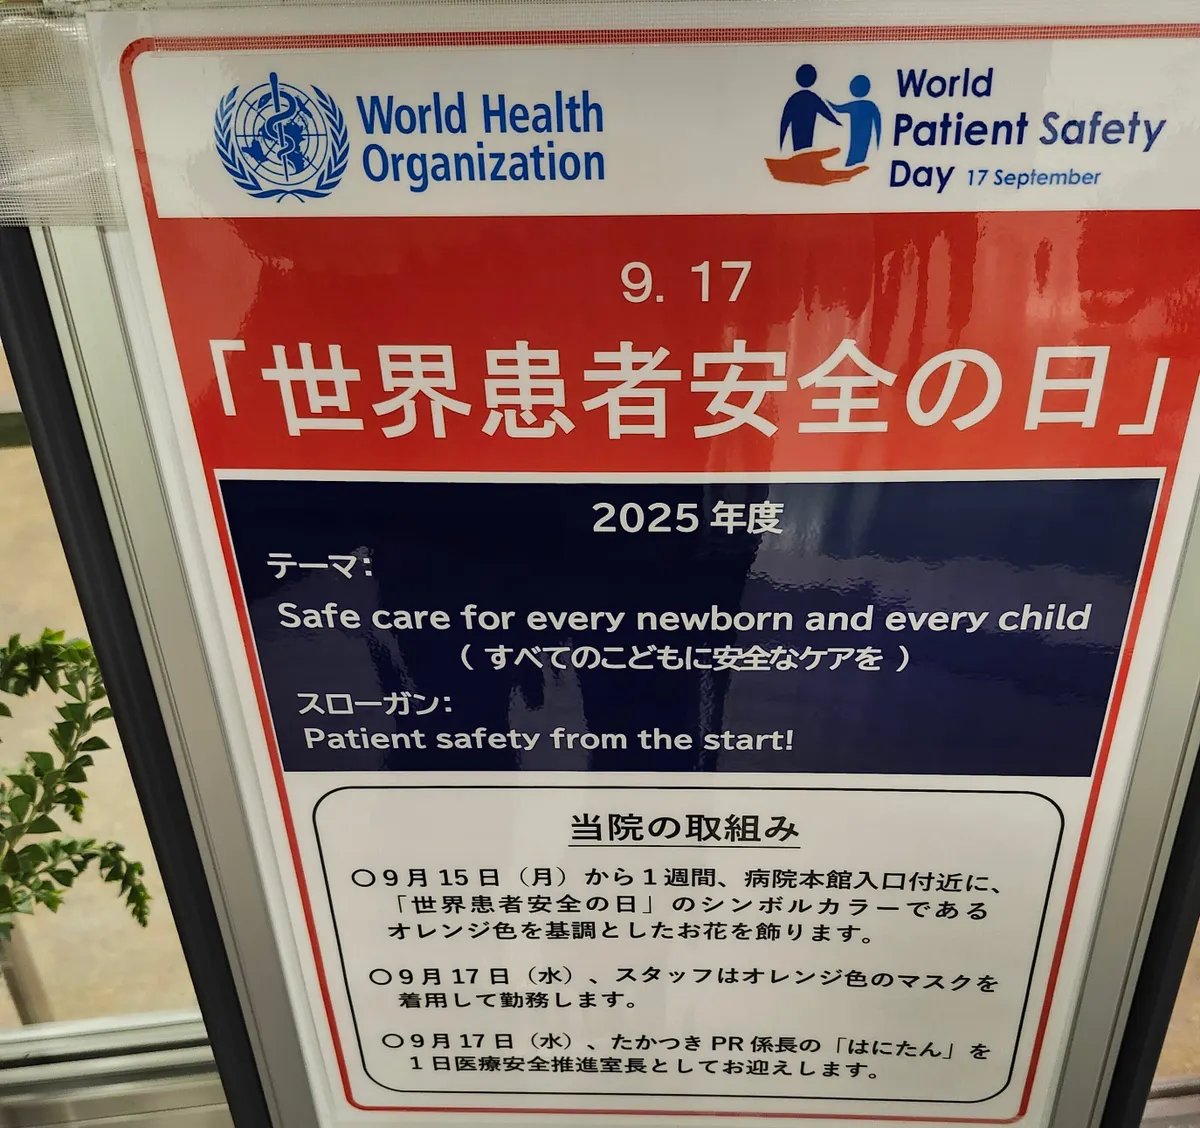 World Health
Organization
World
Patient Safety
Day 17 September
9. 17
「世界患者安全の日」
2025 年度
テーマ:
Safe care for every newborn and every child
( すべてのこどもに安全なケアを )
スローガン:
Patient safety from the start!
当院の取組み
○9月15日（月）から1週間、病院本館入口付近に、
「世界患者安全の日」のシンボルカラーである
オレンジ色を基調としたお花を飾ります。
○9月17日（水）、スタッフはオレンジ色のマスクを
着用して勤務します。
○9月17日（水）、たかつきPR係長の「はにたん」を
1日医療安全推進室長としてお迎えします。